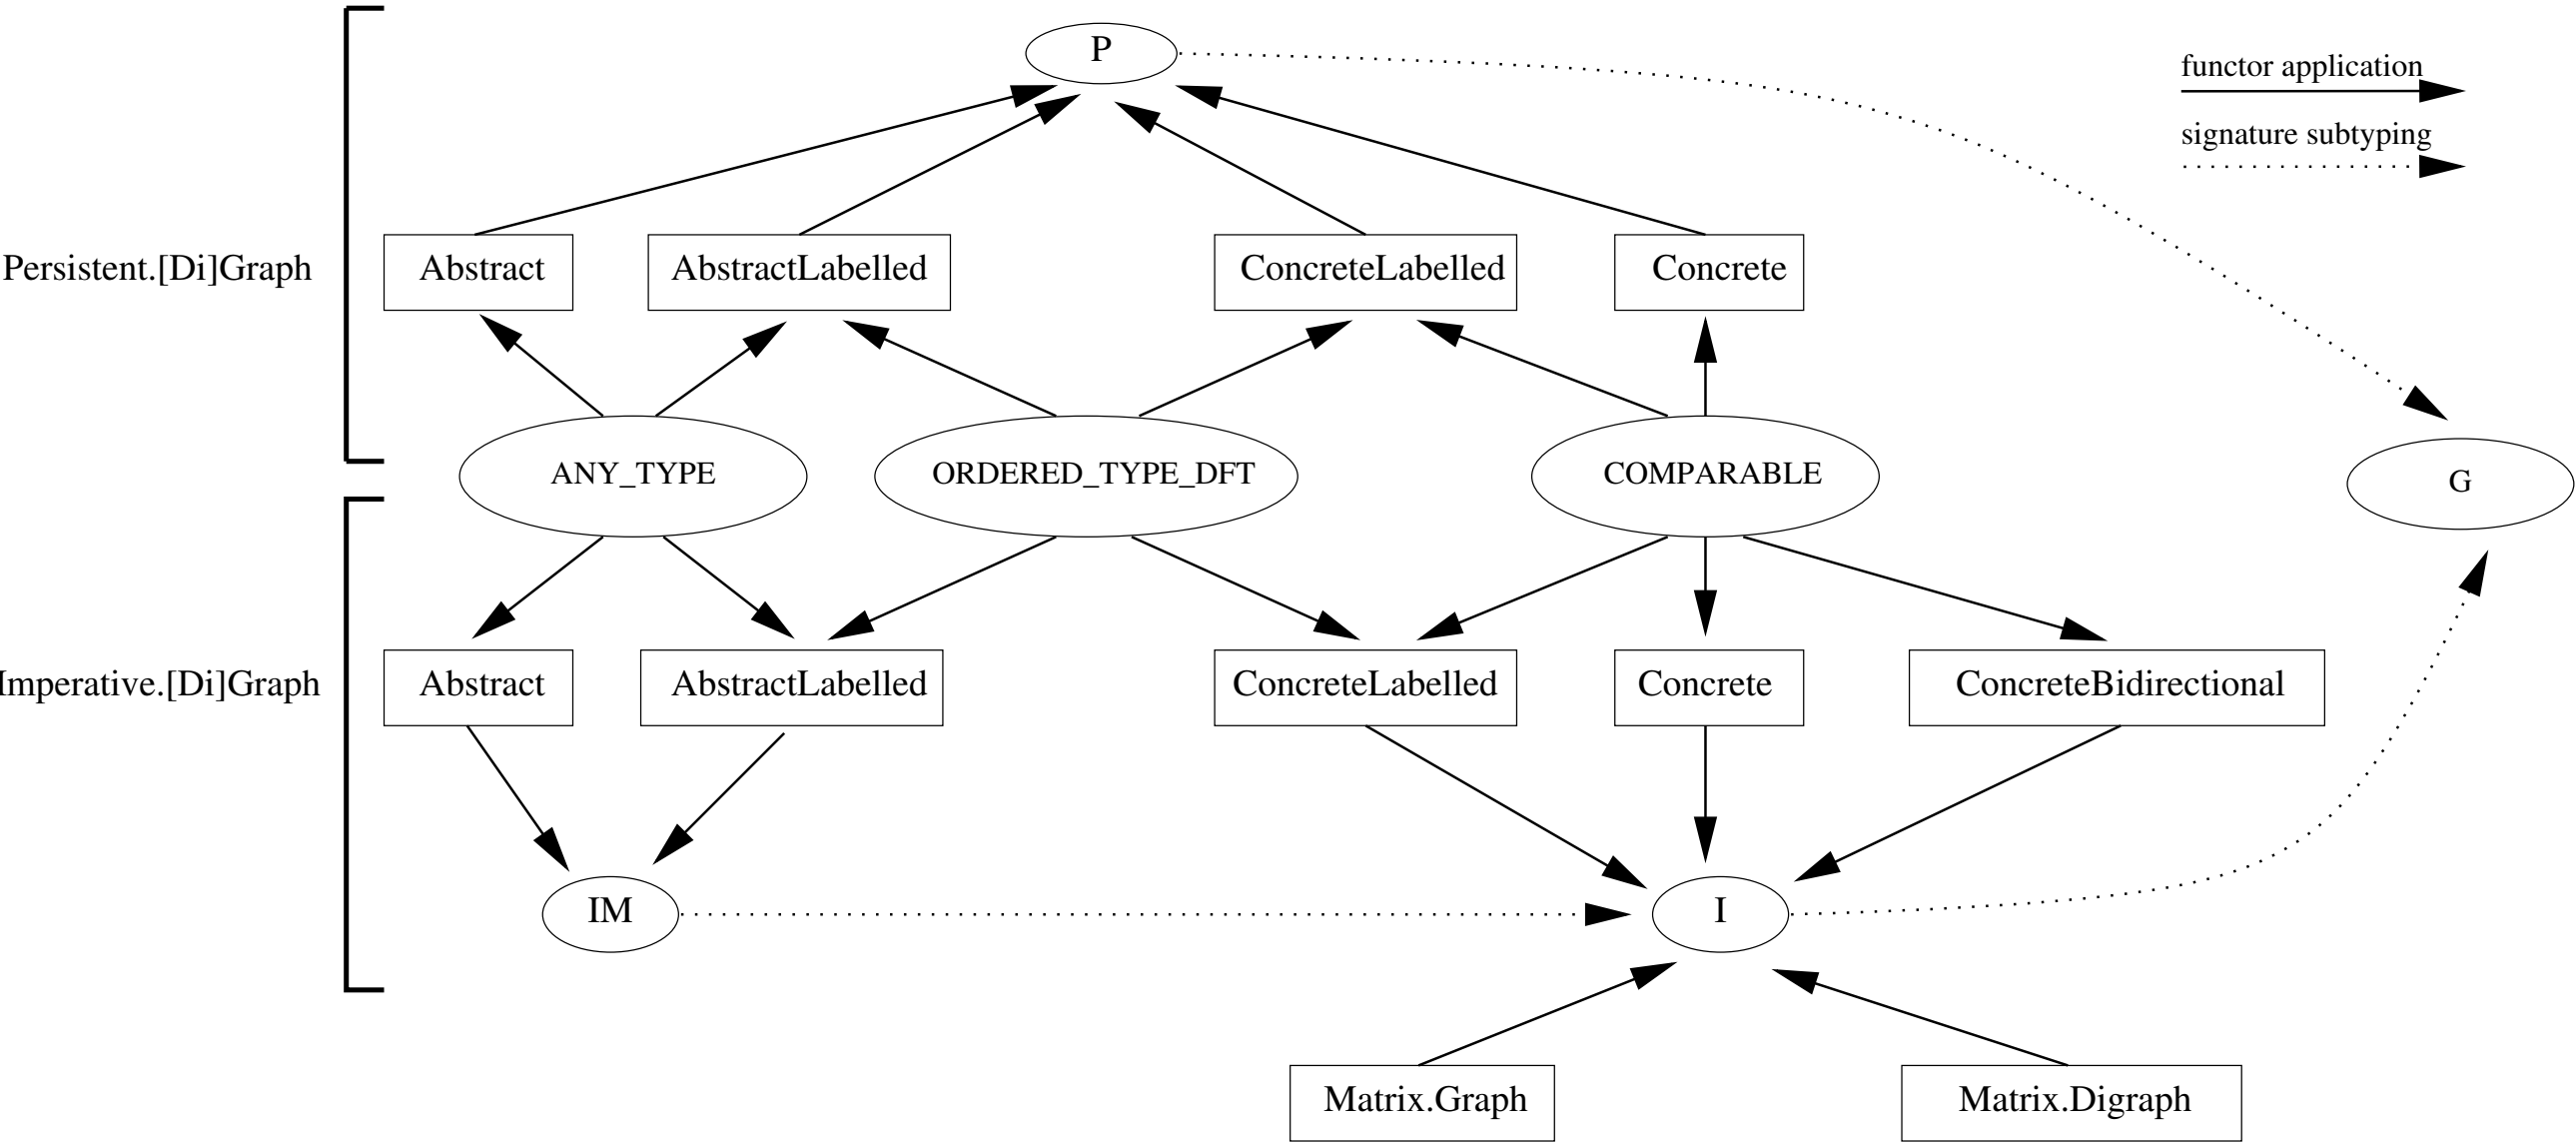 P
functor application
signature subtyping
Persistent.[Di]Graph
Abstract
AbstractLabelled
ConcreteLabelled
Concrete
ANY_TYPE
ORDERED_TYPE_DFT
COMPARABLE
G
Imperative.[Di]Graph
Abstract
AbstractLabelled
ConcreteLabelled
Concrete
ConcreteBidirectional
IM
I
Matrix.Graph
Matrix.Digraph